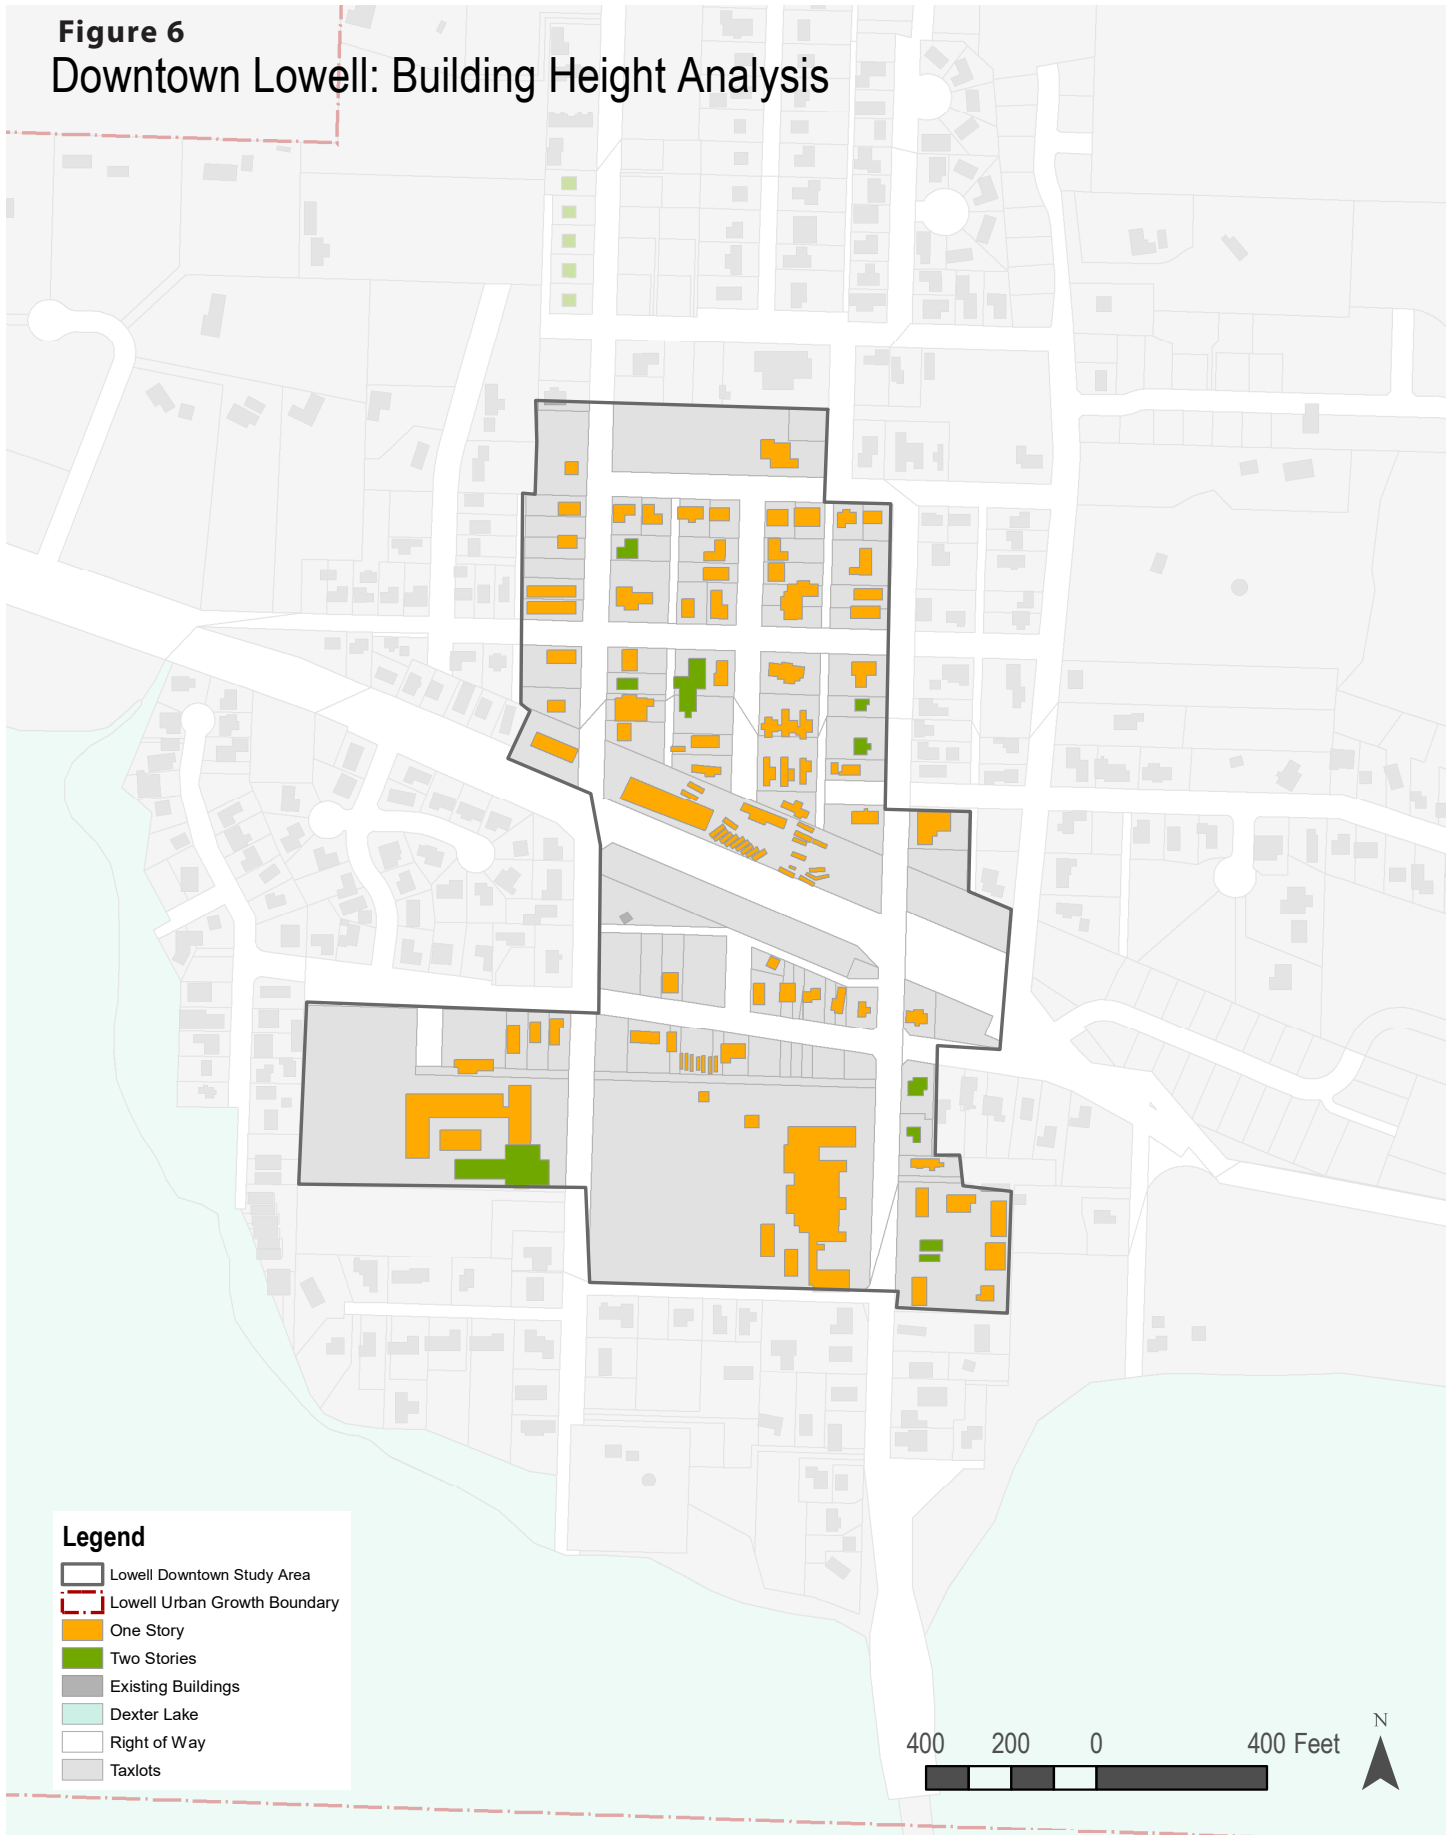 Figure 6
Downtown Lowell: Building Height Analysis
Legend
Lowell Downtown Study Area
Lowell Urban Growth Boundary
One Story
Two Stories
Existing Buildings
Dexter Lake
Right of Way
Taxlots
400 200 0 400 Feet
N